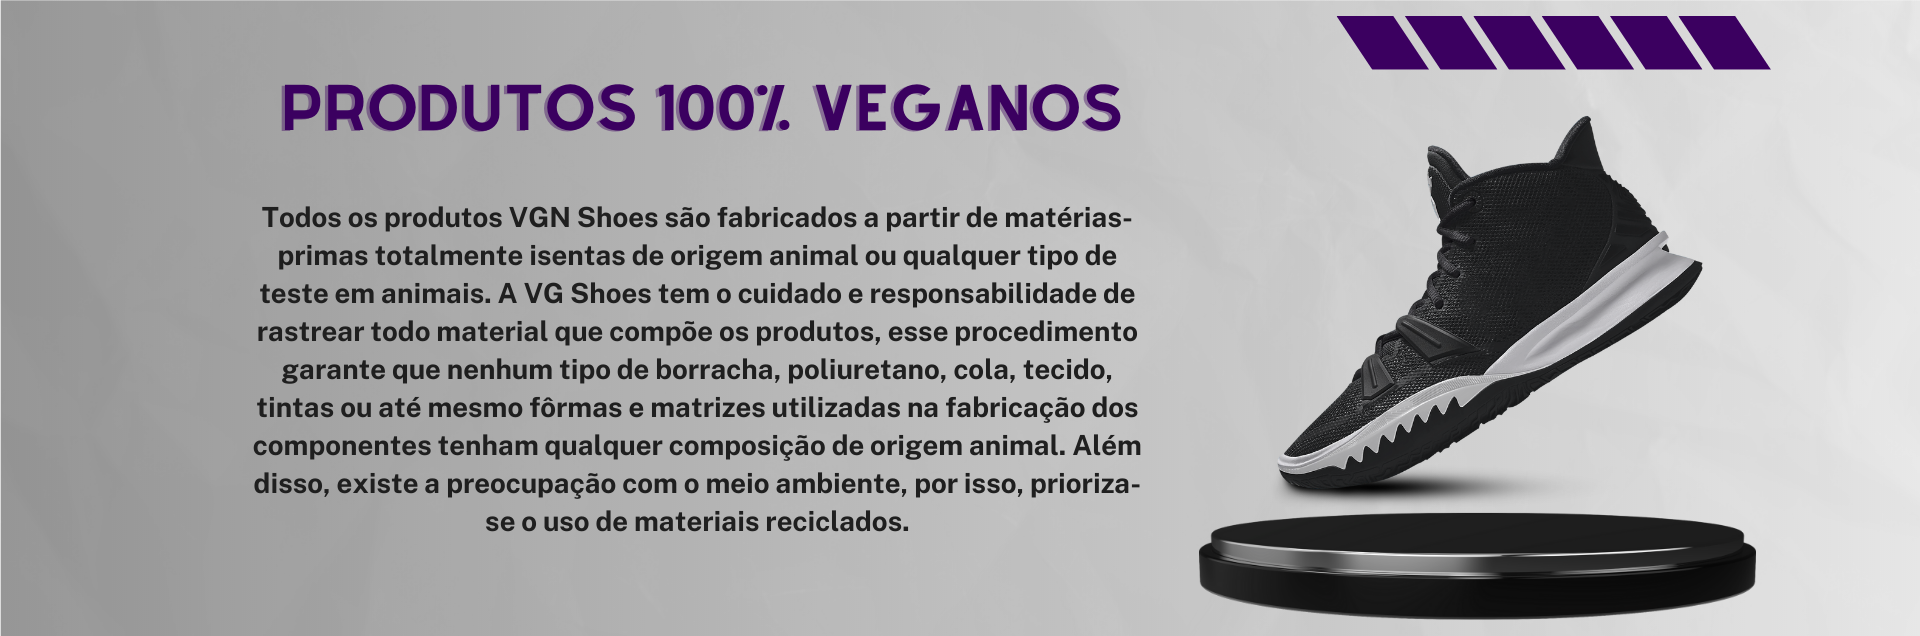 PRODUTOS 100% VEGANOS
Todos os produtos VGN Shoes são fabricados a partir de matérias-
primas totalmente isentas de origem animal ou qualquer tipo de
teste em animais. A VG Shoes tem o cuidado e responsabilidade de
rastrear todo material que compõe os produtos, esse procedimento
garante que nenhum tipo de borracha, poliuretano, cola, tecido,
tintas ou até mesmo fôrmas e matrizes utilizadas na fabricação dos
componentes tenham qualquer composição de origem animal. Além
disso, existe a preocupação com o meio ambiente, por isso, prioriza-
se o uso de materiais reciclados.